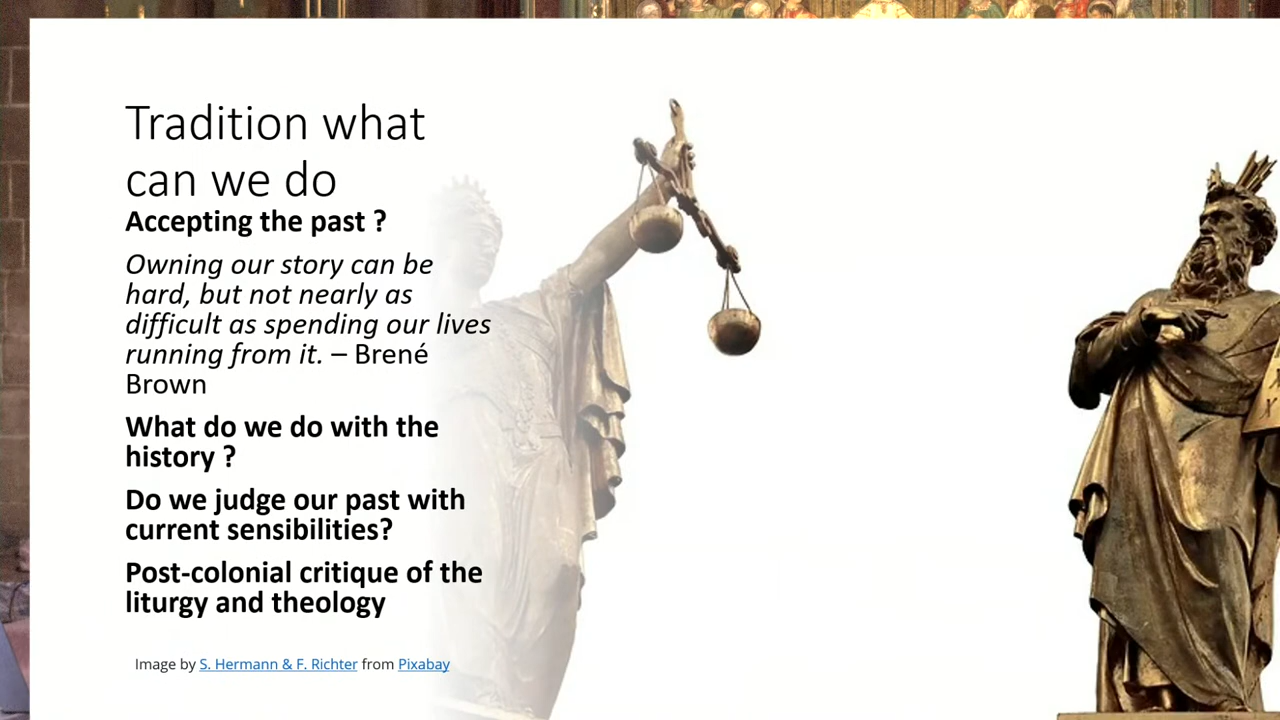 Tradition what
can we do
Accepting the past ?
Owning our story can be
hard, but not nearly as
difficult as spending our lives
running from it. – Brené
Brown
What do we do with the
history ?
Do we judge our past with
current sensibilities?
Post-colonial critique of the
liturgy and theology
Image by S. Hermann & F. Richter from Pixabay